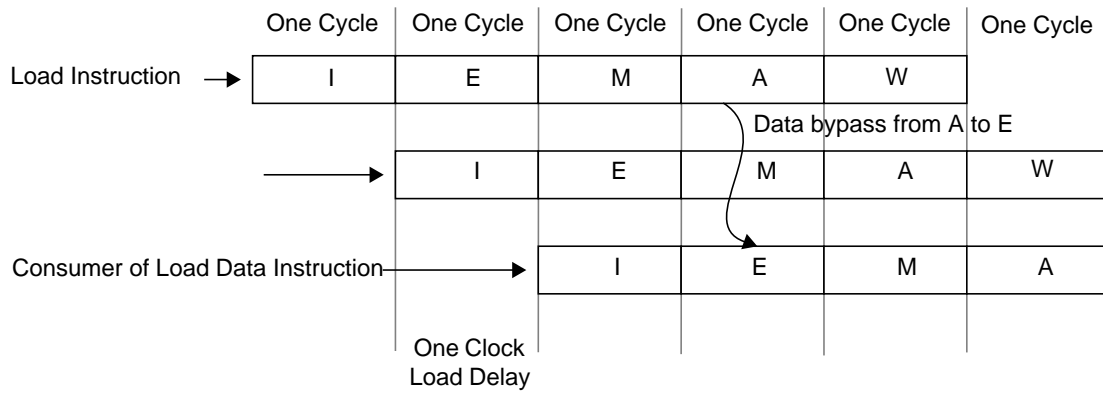 One Cycle One Cycle One Cycle One Cycle One Cycle One Cycle
Load Instruction I E M A W
Data bypass from A to E
I E M A W
Consumer of Load Data Instruction I E M A
One Clock
Load Delay